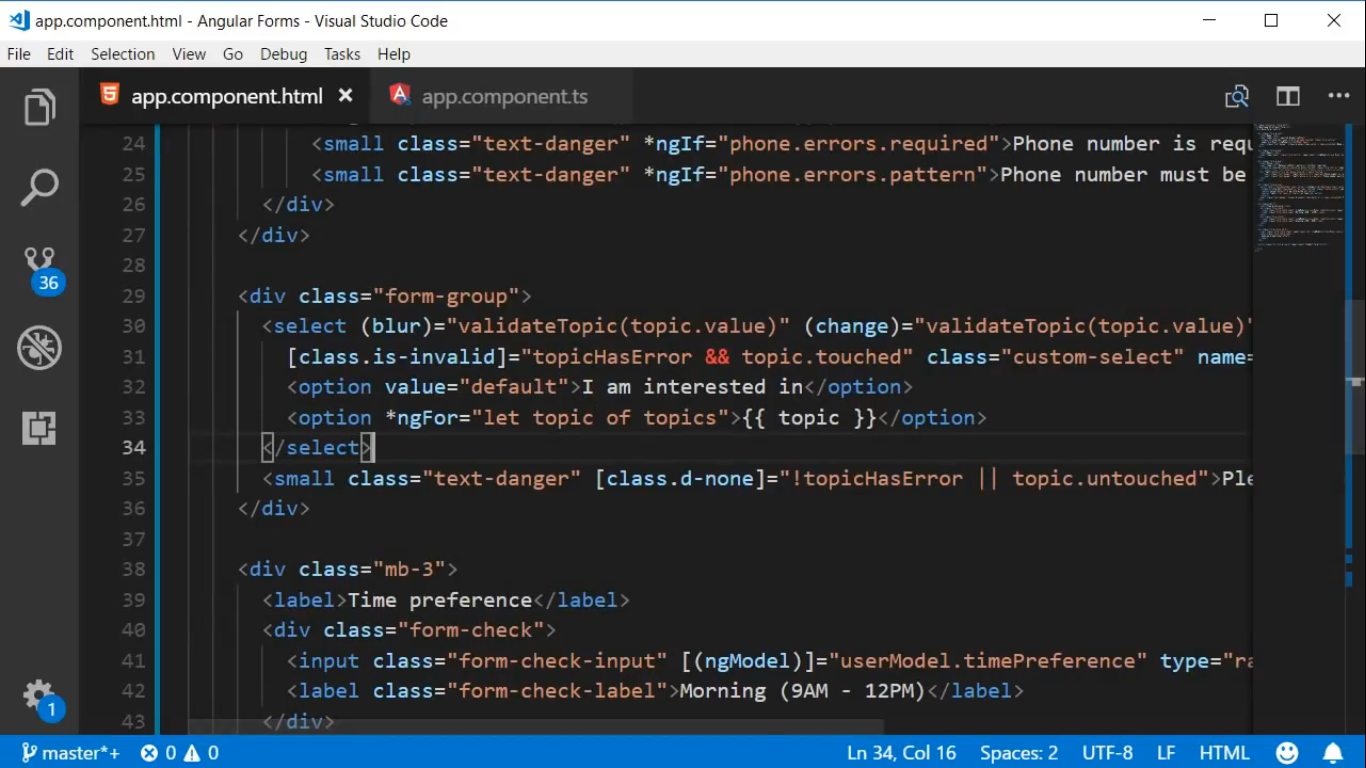 app.component.html - Angular Forms - Visual Studio Code
File Edit Selection View Go Debug Tasks Help
app.component.html app.component.ts
24 <small class="text-danger" *ngIf="phone.errors.required">Phone number is requ
25 <small class="text-danger" *ngIf="phone.errors.pattern">Phone number must be
26 </div>
27 </div>
28
29 <div class="form-group">
30 <select (blur)="validateTopic(topic.value)" (change)="validateTopic(topic.value)"
31 [class.is-invalid]="topicHasError && topic.touched" class="custom-select" name=
32 <option value="default">I am interested in</option>
33 <option *ngFor="let topic of topics">{{ topic }}</option>
34 </select>
35 <small class="text-danger" [class.d-none]="!topicHasError || topic.untouched">Ple
36 </div>
37
38 <div class="mb-3">
39 <label>Time preference</label>
40 <div class="form-check">
41 <input class="form-check-input" [(ngModel)]="userModel.timePreference" type="ra
42 <label class="form-check-label">Morning (9AM - 12PM)</label>
43 </div>
36
1
master*+ 0 0 Ln 34, Col 16 Spaces: 2 UTF-8 LF HTML